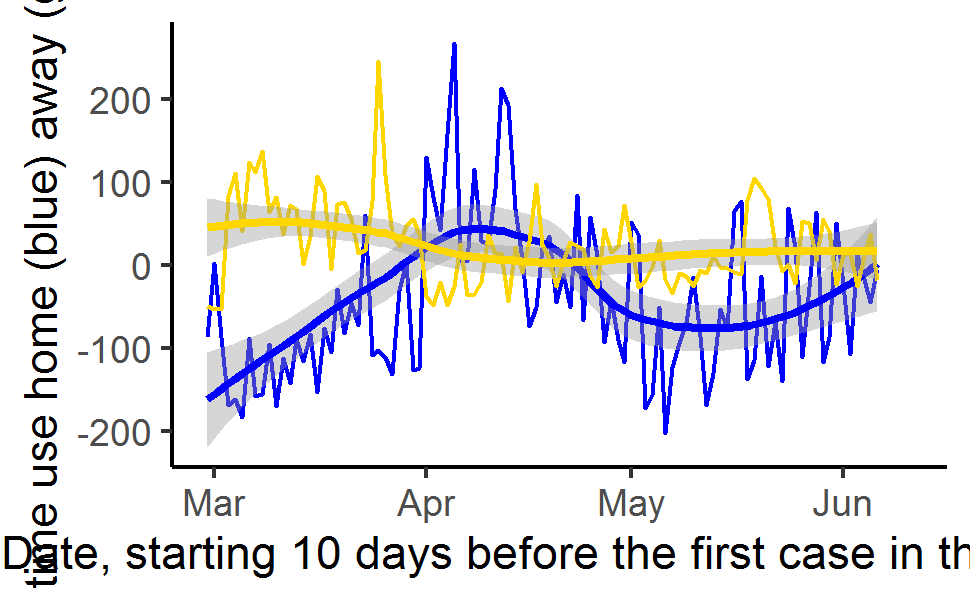 time use home (blue) away (
200
100
0
-100
-200
Mar Apr May Jun
Date, starting 10 days before the first case in th